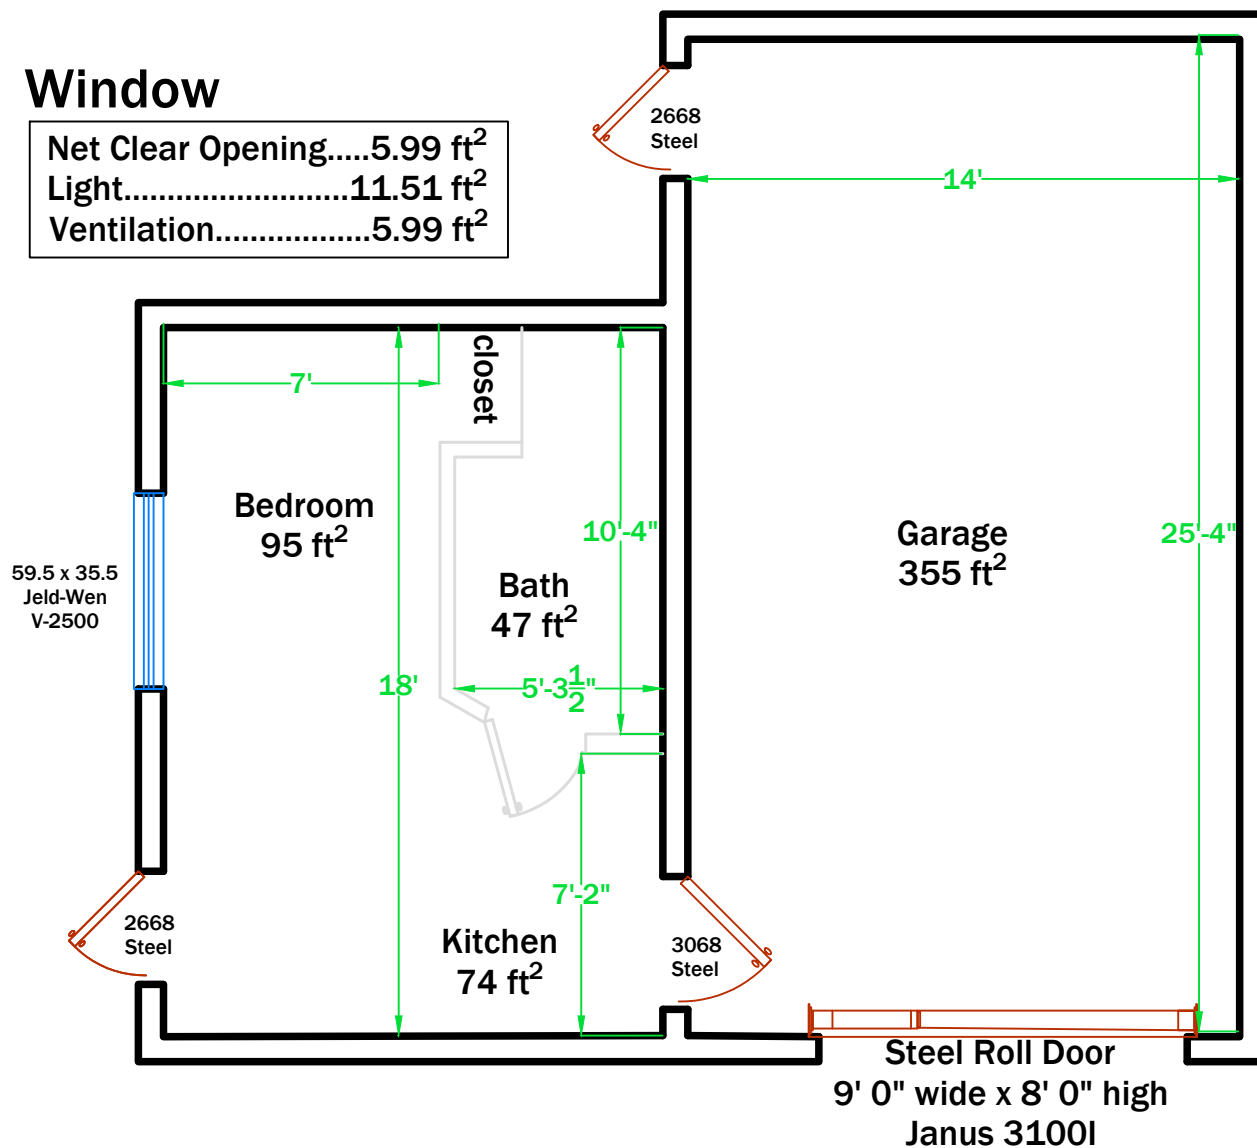 Window
Net Clear Opening.....5.99 ft²
Light..........................11.51 ft²
Ventilation..................5.99 ft²
2668
Steel
14'
closet
7'
Bedroom
95 ft²
10'-4"
Garage
355 ft²
25'-4"
59.5 x 35.5
Jeld-Wen
V-2500
Bath
47 ft²
18'
5'-3 1/2"
7'-2"
2668
Steel
Kitchen
74 ft²
3068
Steel
Steel Roll Door
9' 0" wide x 8' 0" high
Janus 3100I